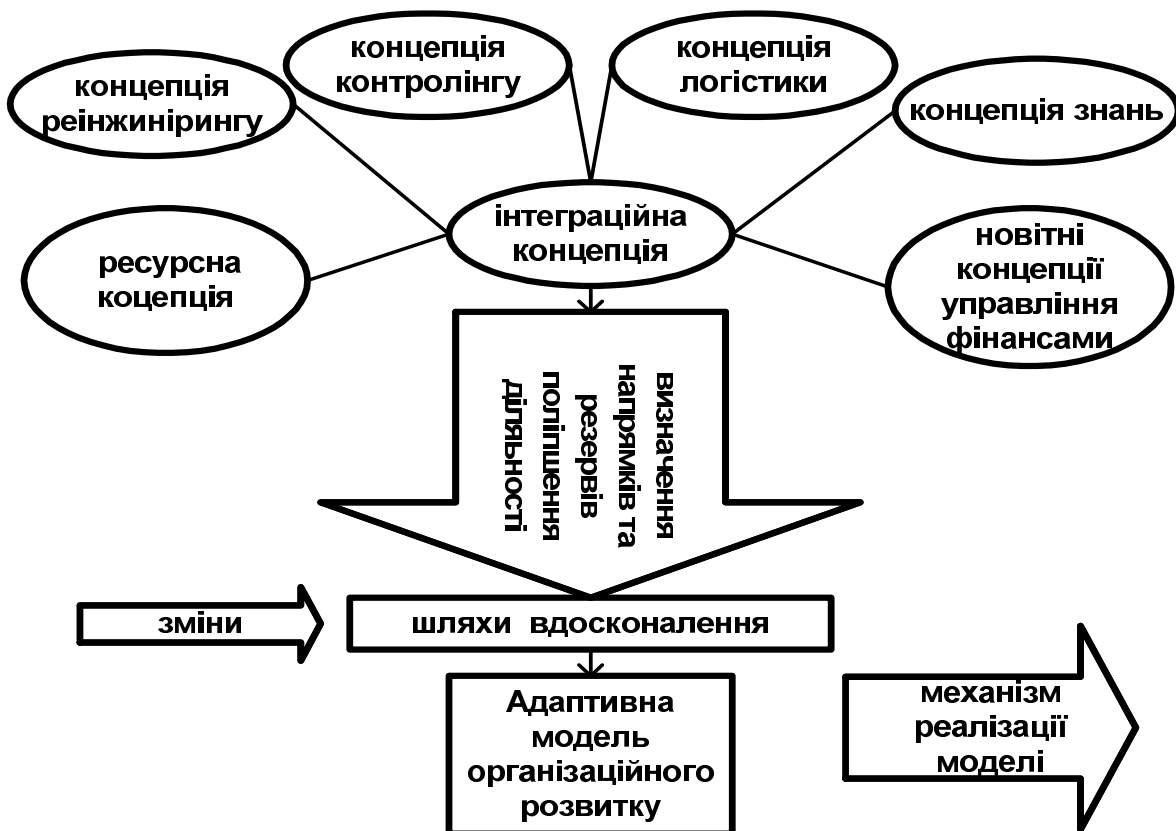 концепція
контролінгу
концепція
логістики
концепція
реінжинірингу
концепція знань
інтеграційна
концепція
ресурсна
коцепція
новітні
концепції
управління
фінансами
визначення
напрямків та
резервів
поліпшення
діляьності
зміни
шляхи вдосконалення
Адаптивна
модель
організаційного
розвитку
механізм
реалізації
моделі